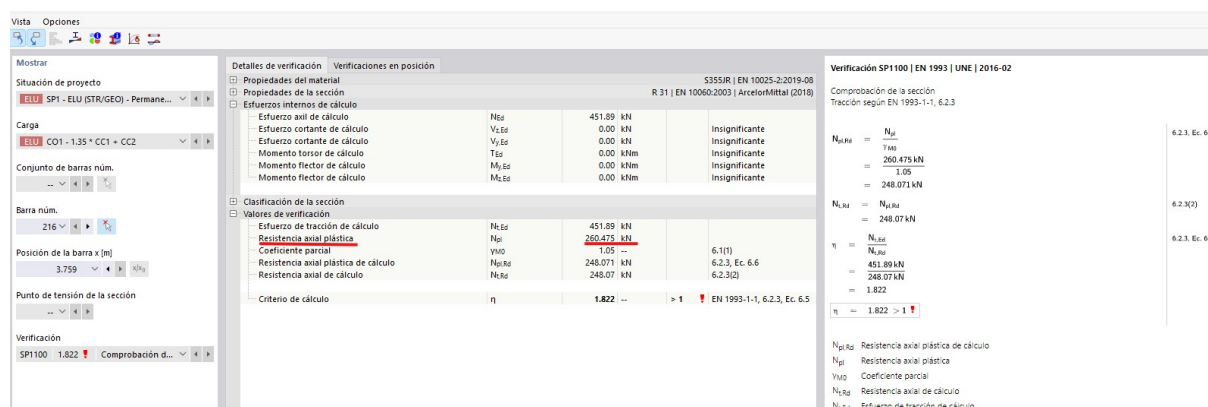 Vista Opciones
Mostrar
Situación de proyecto
ELU SP1 - ELU (STR/GEO) - Permane...
Carga
ELU CO1 - 1.35 * CC1 + CC2
Conjunto de barras núm.
--
Barra núm.
216
Posición de la barra x [m]
3.759 x/x₀
Punto de tensión de la sección
--
Verificación
SP1100 1.822 ! Comprobación d...
Detalles de verificación Verificaciones en posición
Propiedades del material S355JR | EN 10025-2:2019-08
Propiedades de la sección R 31 | EN 10060:2003 | ArcelorMittal (2018)
Esfuerzos internos de cálculo
Esfuerzo axil de cálculo NEd 451.89 kN
Esfuerzo cortante de cálculo Vz,Ed 0.00 kN Insignificante
Esfuerzo cortante de cálculo Vy,Ed 0.00 kN Insignificante
Momento torsor de cálculo TEd 0.00 kNm Insignificante
Momento flector de cálculo My,Ed 0.00 kNm Insignificante
Momento flector de cálculo Mz,Ed 0.00 kNm Insignificante
Clasificación de la sección
Valores de verificación
Esfuerzo de tracción de cálculo Nt,Ed 451.89 kN
Resistencia axial plástica Npl 260.475 kN
Coeficiente parcial γM0 1.05 -- 6.1(1)
Resistencia axial plástica de cálculo Npl,Rd 248.071 kN 6.2.3, Ec. 6.6
Resistencia axial de cálculo Nt,Rd 248.07 kN 6.2.3(2)
Criterio de cálculo η 1.822 -- > 1 ! EN 1993-1-1, 6.2.3, Ec. 6.5
Verificación SP1100 | EN 1993 | UNE | 2016-02
Comprobación de la sección
Tracción según EN 1993-1-1, 6.2.3
Npl,Rd = Npl 6.2.3, Ec. 6
γM0
= 260.475 kN
1.05
= 248.071 kN
Nt,Rd = Npl,Rd 6.2.3(2)
= 248.07 kN
η = Nt,Ed 6.2.3, Ec. 6
Nt,Rd
= 451.89 kN
248.07 kN
= 1.822
η = 1.822 > 1 !
Npl,Rd Resistencia axial plástica de cálculo
Npl Resistencia axial plástica
γM0 Coeficiente parcial
Nt,Rd Resistencia axial de cálculo
Nt,Ed Esfuerzo de tracción de cálculo